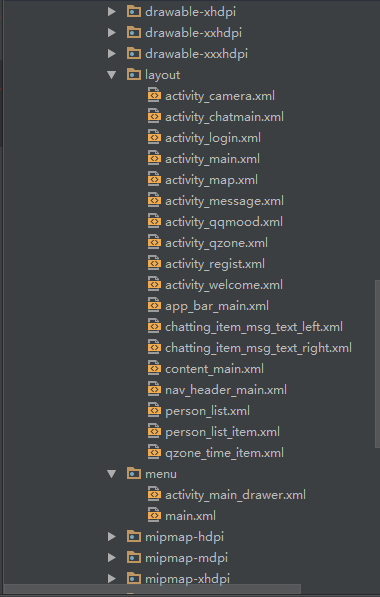 drawable-xhdpi
drawable-xxhdpi
drawable-xxxhdpi
layout
activity_camera.xml
activity_chatmain.xml
activity_login.xml
activity_main.xml
activity_map.xml
activity_message.xml
activity_qqmood.xml
activity_qzone.xml
activity_regist.xml
activity_welcome.xml
app_bar_main.xml
chatting_item_msg_text_left.xml
chatting_item_msg_text_right.xml
content_main.xml
nav_header_main.xml
person_list.xml
person_list_item.xml
qzone_time_item.xml
menu
activity_main_drawer.xml
main.xml
mipmap-hdpi
mipmap-mdpi
mipmap-xhdpi